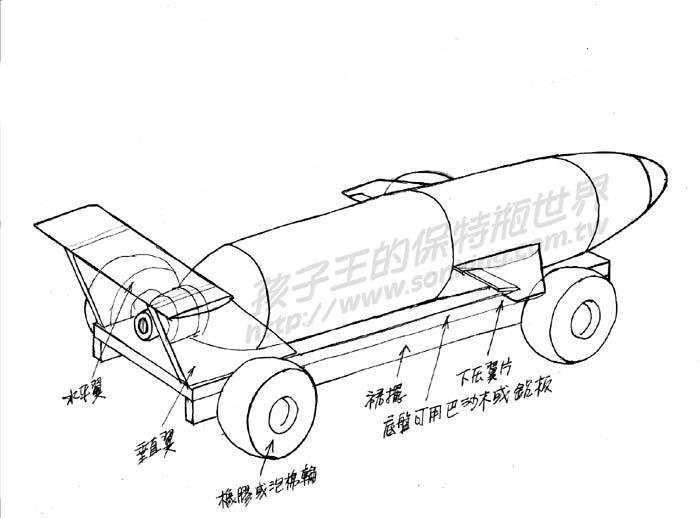 孩子王的保特瓶世界
http://www.sonking.com.tw
水平翼
垂直翼
橡膠或泡棉輪
裙擺
底盤可用巴沙木或鋁板
下压翼片